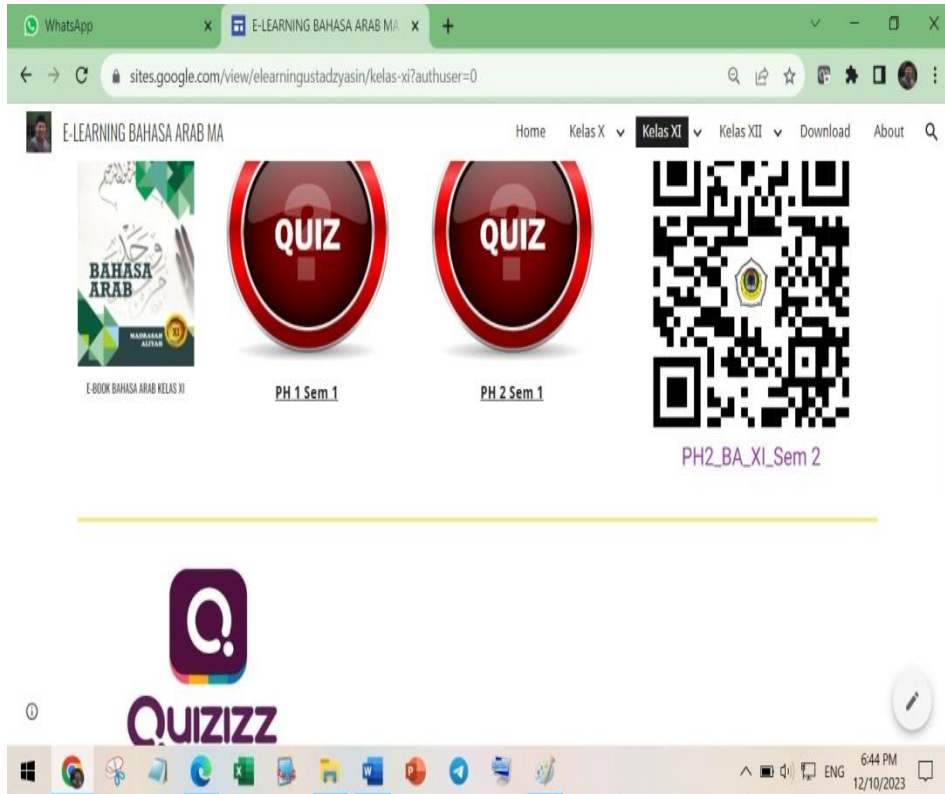 WhatsApp
E-LEARNING BAHASA ARAB MA
sites.google.com/view/elearningustadzyasin/kelas-xi?authuser=0
E-LEARNING BAHASA ARAB MA
Home Kelas X Kelas XI Kelas XII Download About
BAHASA
ARAB
MADRASAH
ALIYAH
XI
E-BOOK BAHASA ARAB KELAS XI
QUIZ
PH 1 Sem 1
QUIZ
PH 2 Sem 1
PH2_BA_XI_Sem 2
QUIZIZZ
ENG
6:44 PM
12/10/2023